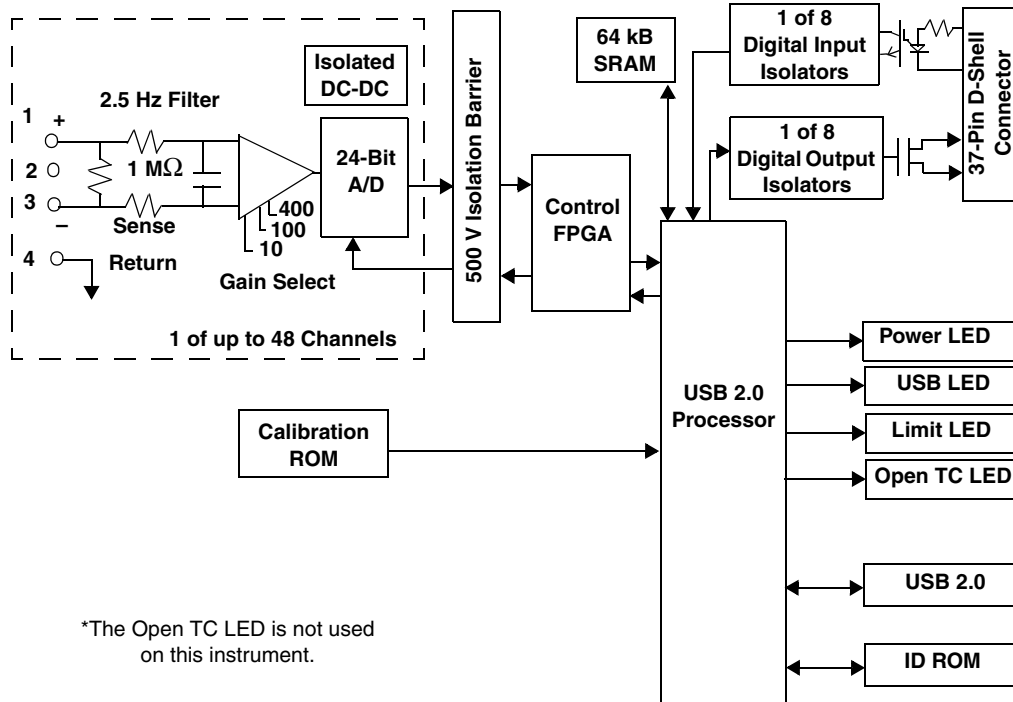 Isolated
DC-DC
2.5 Hz Filter
1
+
2
3
–
4
1 MΩ
Sense
Return
24-Bit
A/D
400
100
10
Gain Select
1 of up to 48 Channels
500 V Isolation Barrier
Control
FPGA
64 kB
SRAM
1 of 8
Digital Input
Isolators
1 of 8
Digital Output
Isolators
37-Pin D-Shell
Connector
USB 2.0
Processor
Calibration
ROM
Power LED
USB LED
Limit LED
Open TC LED
USB 2.0
ID ROM
*The Open TC LED is not used
on this instrument.